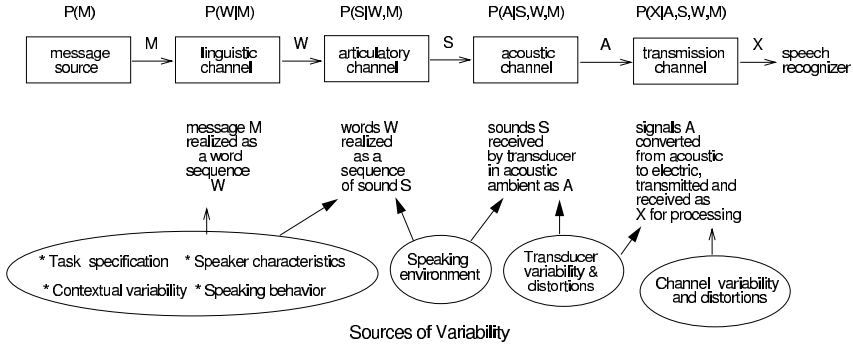 P(M)
P(W|M)
P(S|W,M)
P(A|S,W,M)
P(X|A,S,W,M)
message
source
M
linguistic
channel
W
articulatory
channel
S
acoustic
channel
A
transmission
channel
X
speech
recognizer
message M
realized as
a word
sequence
W
words W
realized
as a
sequence
of sound S
sounds S
received
by transducer
in acoustic
ambient as A
signals A
converted
from acoustic
to electric,
transmitted and
received as
X for processing
* Task specification * Speaker characteristics
* Contextual variability * Speaking behavior
Speaking
environment
Transducer
variability &
distortions
Channel variability
and distortions
Sources of Variability